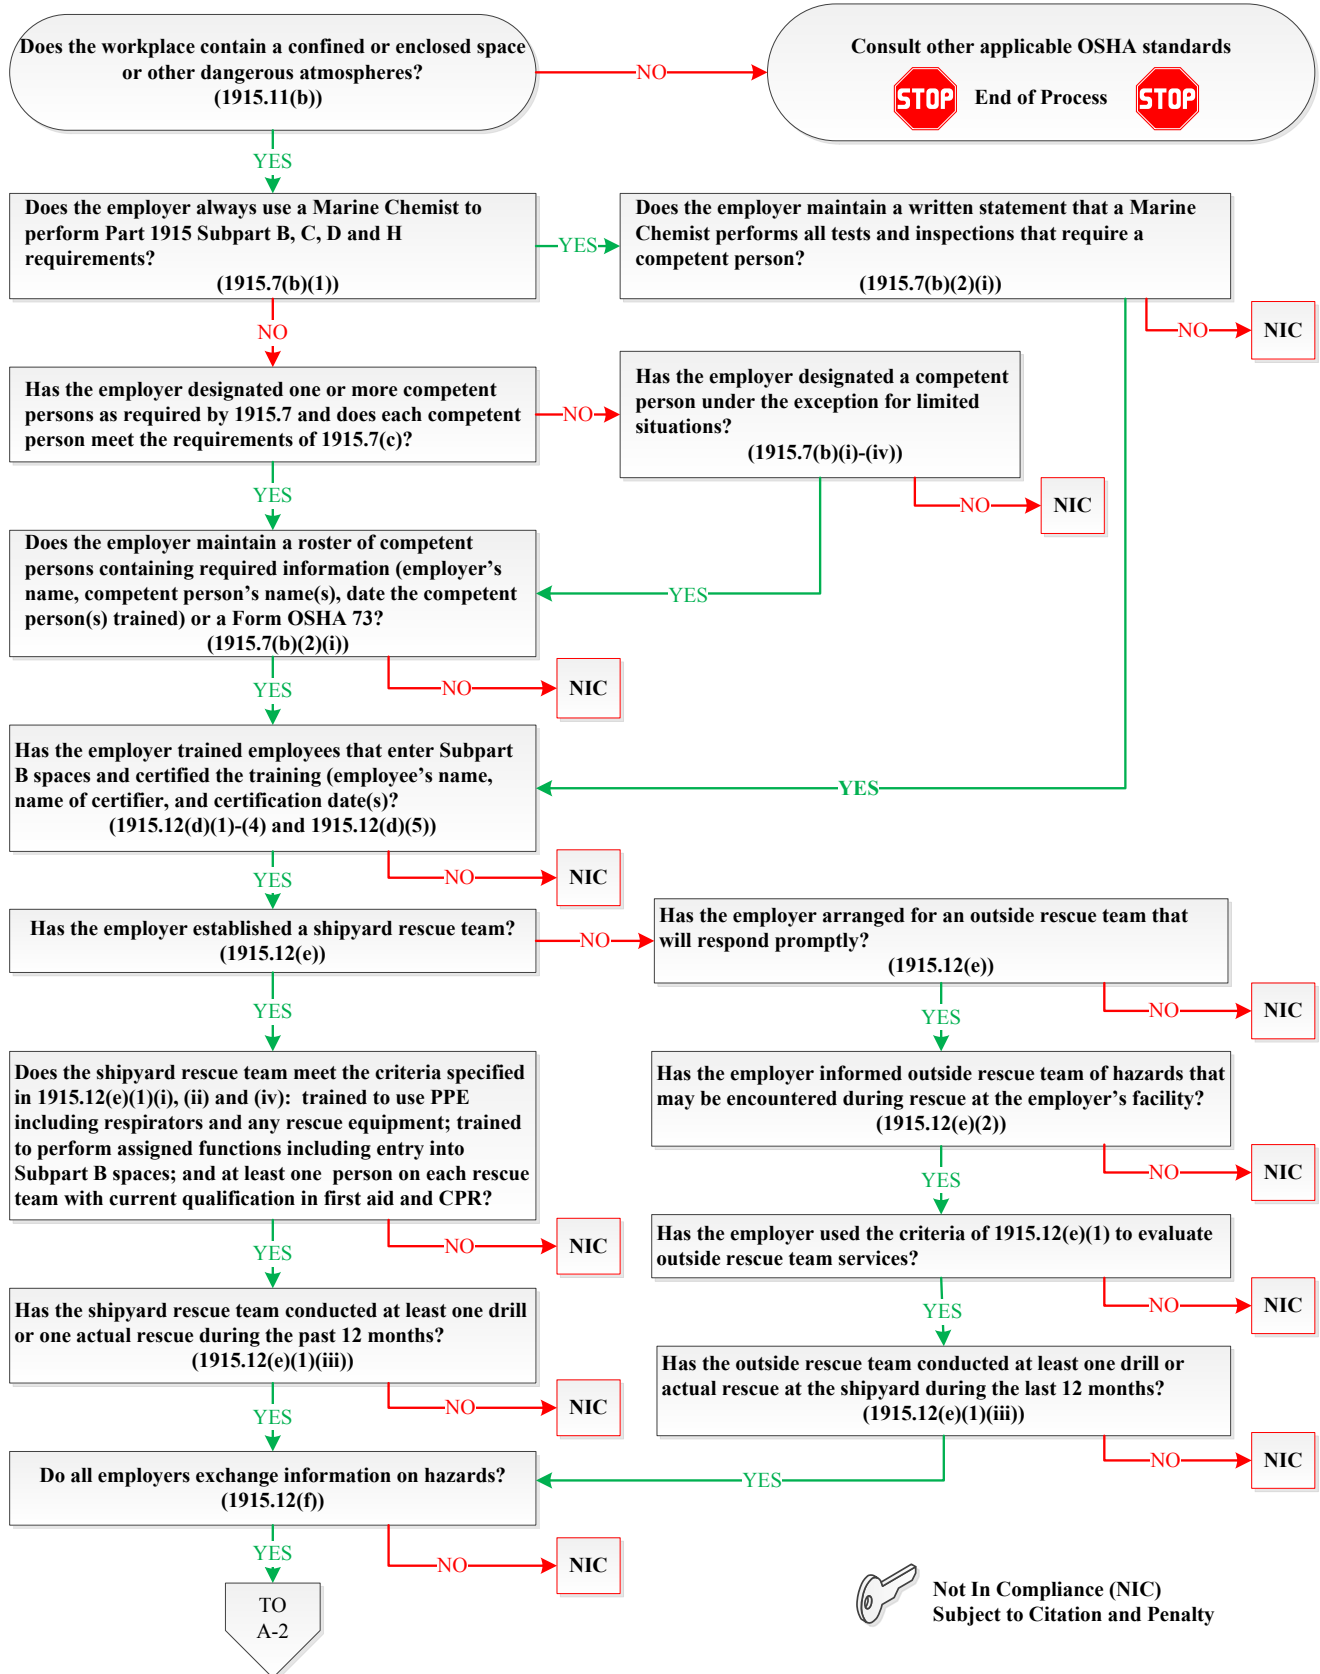 Does the workplace contain a confined or enclosed space
or other dangerous atmospheres?
(1915.11(b))
NO
Consult other applicable OSHA standards
STOP
End of Process
STOP
YES
Does the employer always use a Marine Chemist to
perform Part 1915 Subpart B, C, D and H
requirements?
(1915.7(b)(1))
YES
Does the employer maintain a written statement that a Marine
Chemist performs all tests and inspections that require a
competent person?
(1915.7(b)(2)(i))
NO
NIC
NO
Has the employer designated one or more competent
persons as required by 1915.7 and does each competent
person meet the requirements of 1915.7(c)?
NO
Has the employer designated a competent
person under the exception for limited
situations?
(1915.7(b)(i)-(iv))
NO
NIC
YES
Does the employer maintain a roster of competent
persons containing required information (employer’s
name, competent person’s name(s), date the competent
person(s) trained) or a Form OSHA 73?
(1915.7(b)(2)(i))
YES
NO
NIC
YES
Has the employer trained employees that enter Subpart
B spaces and certified the training (employee’s name,
name of certifier, and certification date(s)?
(1915.12(d)(1)-(4) and 1915.12(d)(5))
YES
NO
NIC
YES
Has the employer established a shipyard rescue team?
(1915.12(e))
NO
Has the employer arranged for an outside rescue team that
will respond promptly?
(1915.12(e))
NO
NIC
YES
YES
Does the shipyard rescue team meet the criteria specified
in 1915.12(e)(1)(i), (ii) and (iv): trained to use PPE
including respirators and any rescue equipment; trained
to perform assigned functions including entry into
Subpart B spaces; and at least one person on each rescue
team with current qualification in first aid and CPR?
Has the employer informed outside rescue team of hazards that
may be encountered during rescue at the employer’s facility?
(1915.12(e)(2))
NO
NIC
YES
NO
NIC
YES
Has the employer used the criteria of 1915.12(e)(1) to evaluate
outside rescue team services?
NO
NIC
YES
Has the shipyard rescue team conducted at least one drill
or one actual rescue during the past 12 months?
(1915.12(e)(1)(iii))
NO
NIC
YES
Has the outside rescue team conducted at least one drill or
actual rescue at the shipyard during the last 12 months?
(1915.12(e)(1)(iii))
NO
NIC
YES
Do all employers exchange information on hazards?
(1915.12(f))
NO
NIC
YES
TO
A-2
Not In Compliance (NIC)
Subject to Citation and Penalty